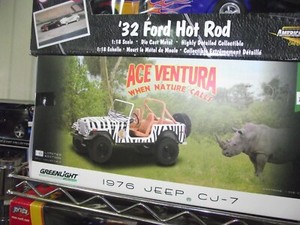 '32 Ford Hot Rod
1:18 Scale • Die Cast Metal • Highly Detailed Collectible
ACE VENTURA
WHEN NATURE CALLS
GREENLIGHT
1976 JEEP® CJ-7